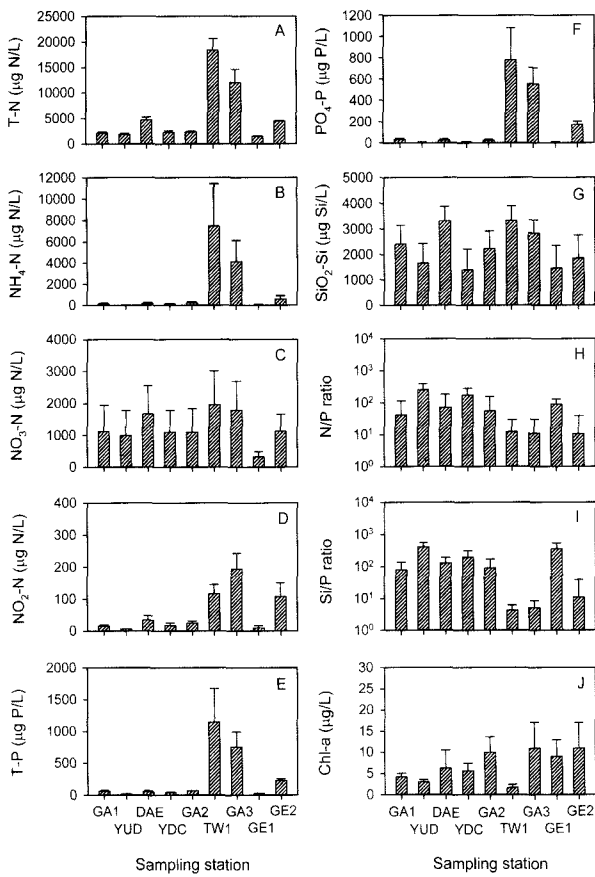 A
T-N (μg N/L)
25000
20000
15000
10000
5000
0
B
NH₄-N (μg N/L)
12000
10000
8000
6000
4000
2000
0
C
NO₃-N (μg N/L)
4000
3000
2000
1000
0
D
NO₂-N (μg N/L)
400
300
200
100
0
E
T-P (μg P/L)
2000
1500
1000
500
0
GA1 DAE GA2 GA3 GE2
YUD YDC TW1 GE1
Sampling station
F
PO₄-P (μg P/L)
1200
1000
800
600
400
200
0
G
SiO₂-Si (μg Si/L)
5000
4000
3000
2000
1000
0
H
N/P ratio
10⁴
10³
10²
10¹
10⁰
I
Si/P ratio
10⁴
10³
10²
10¹
10⁰
J
Chl-a (μg/L)
30
25
20
15
10
5
0
GA1 DAE GA2 GA3 GE2
YUD YDC TW1 GE1
Sampling station